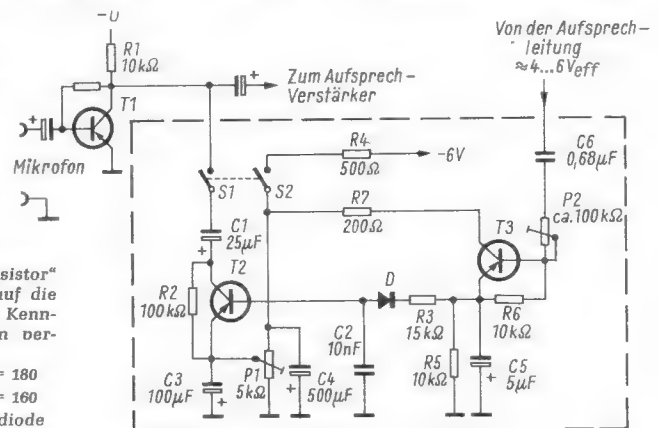 -U
R1
10kΩ
T1
+
Mikrofon
+
Zum Aufsprech-
Verstärker
Von der Aufsprech-
leitung
≈4...6Veff
S1
S2
R4
500Ω
-6V
C6
0,68µF
P2
ca.100kΩ
R7
200Ω
T3
C1
25µF
+
T2
R2
100kΩ
D
R3
15kΩ
R6
10kΩ
C2
10nF
R5
10kΩ
C5
5µF
+
P1
5kΩ
C4
500µF
+
C3
100µF
+
sistor"
auf die
Kenn-
n per-
= 180
= 160
diode